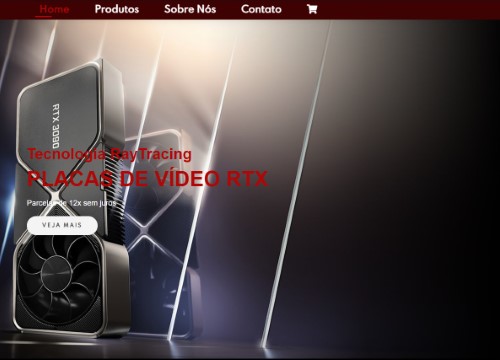 Home Produtos Sobre Nós Contato
RTX 3090
Tecnologia RayTracing
PLACAS DE VÍDEO RTX
Parcelas de 12x sem juros
VEJA MAIS